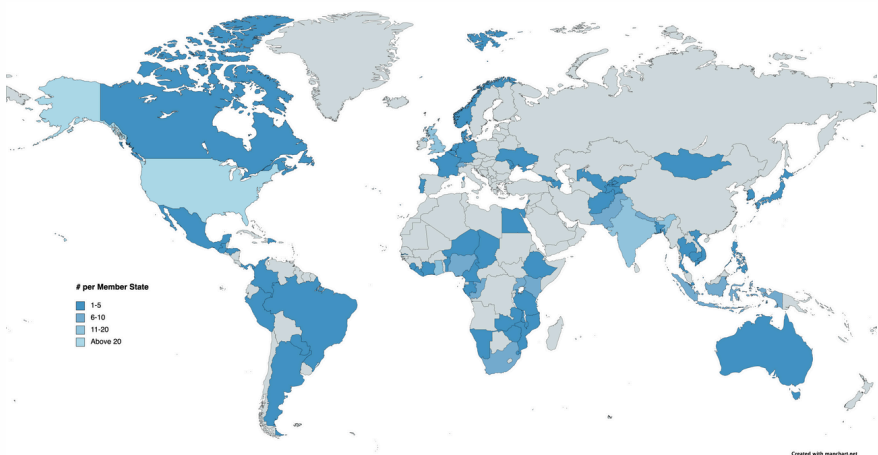 # per Member State
1-5
6-10
11-20
Above 20
Created with mapchart.net